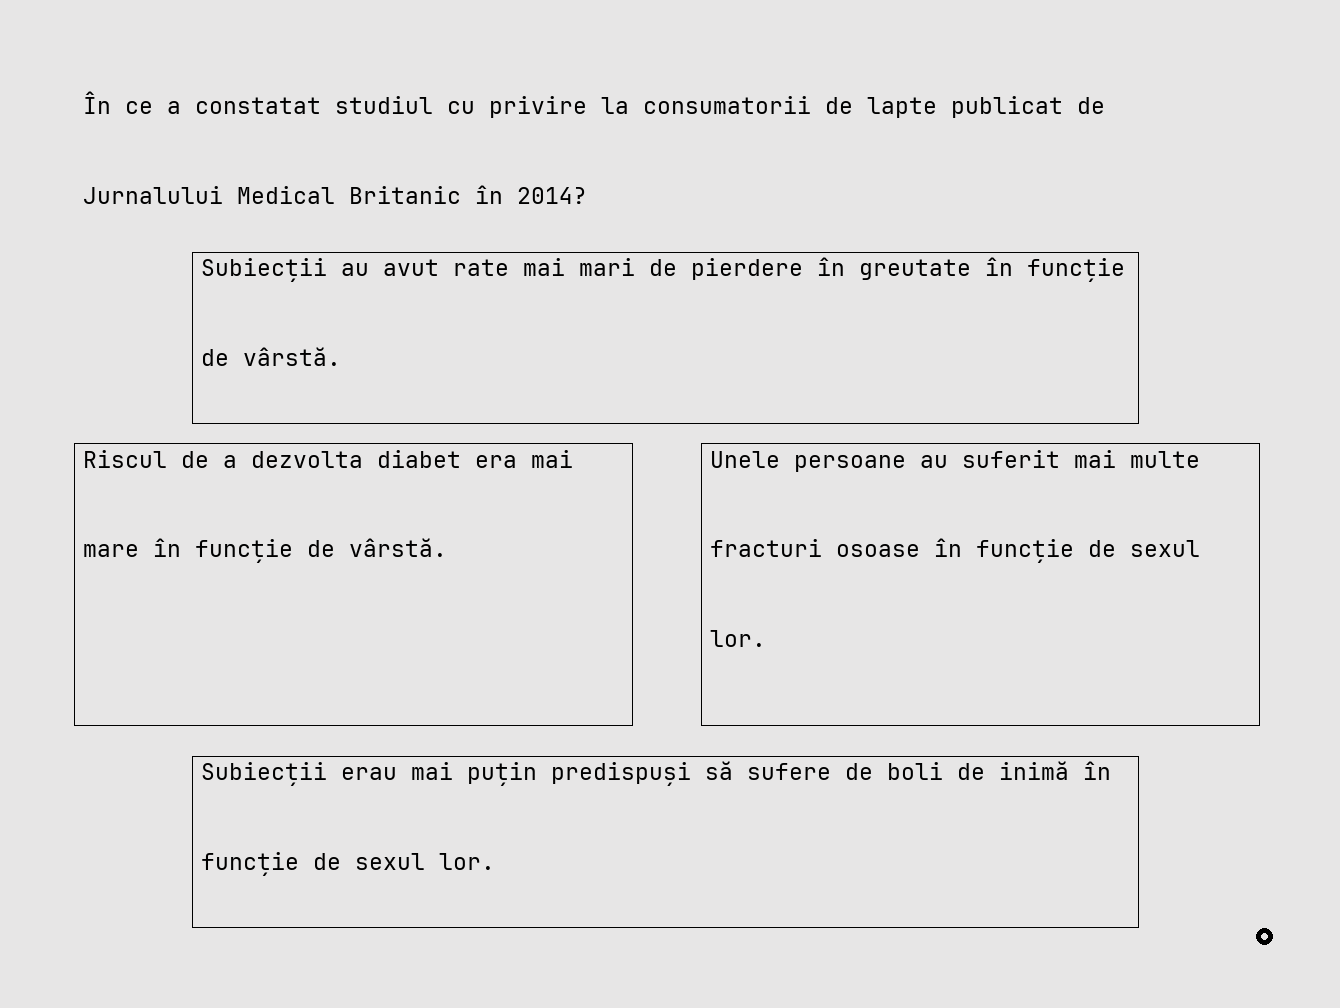 În ce a constatat studiul cu privire la consumatorii de lapte publicat de
Jurnalului Medical Britanic în 2014?
Subiecții au avut rate mai mari de pierdere în greutate în funcție
de vârstă.
Riscul de a dezvolta diabet era mai
mare în funcție de vârstă.
Unele persoane au suferit mai multe
fracturi osoase în funcție de sexul
lor.
Subiecții erau mai puțin predispuși să sufere de boli de inimă în
funcție de sexul lor.